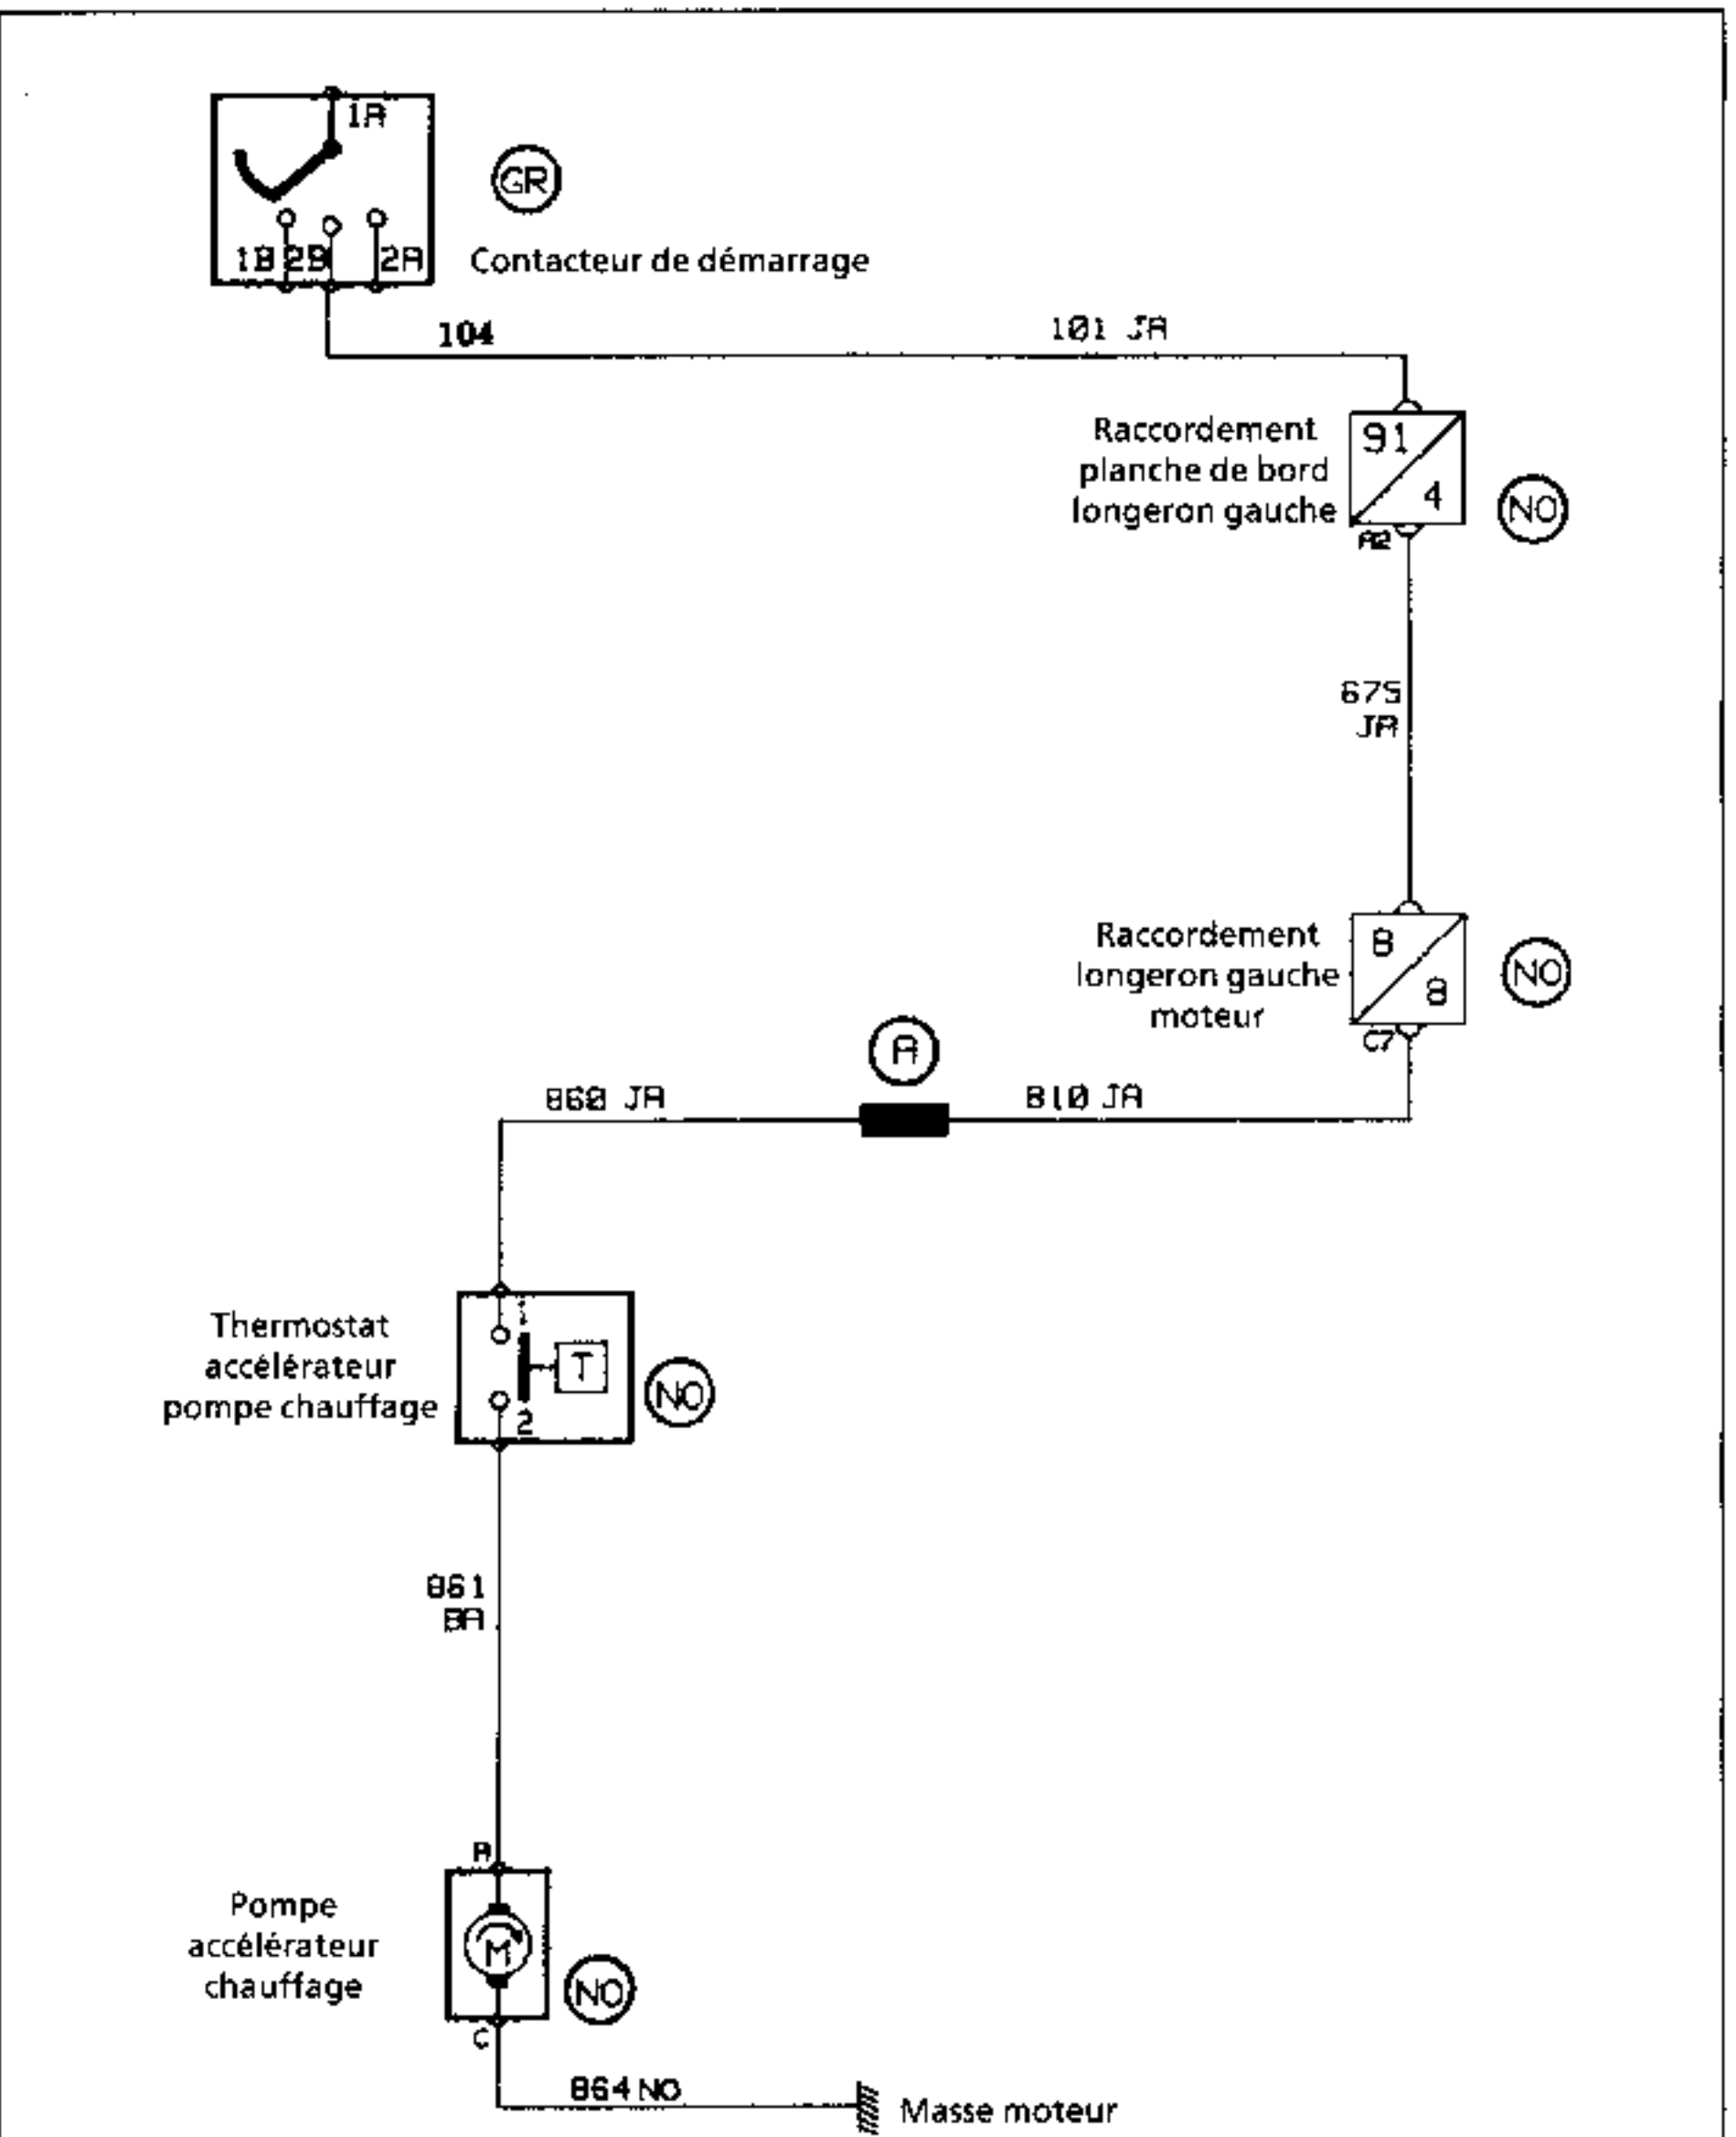 1A
GR
1B 2B 2A
Contacteur de démarrage
104
101 JA
Raccordement
planche de bord
longeron gauche
91
4
NO
A2
675
JA
Raccordement
longeron gauche
moteur
8
8
NO
C7
A
860 JA
810 JA
Thermostat
accélérateur
pompe chauffage
1
T
2
NO
861
BA
A
Pompe
accélérateur
chauffage
M
NO
C
864 NO
Masse moteur